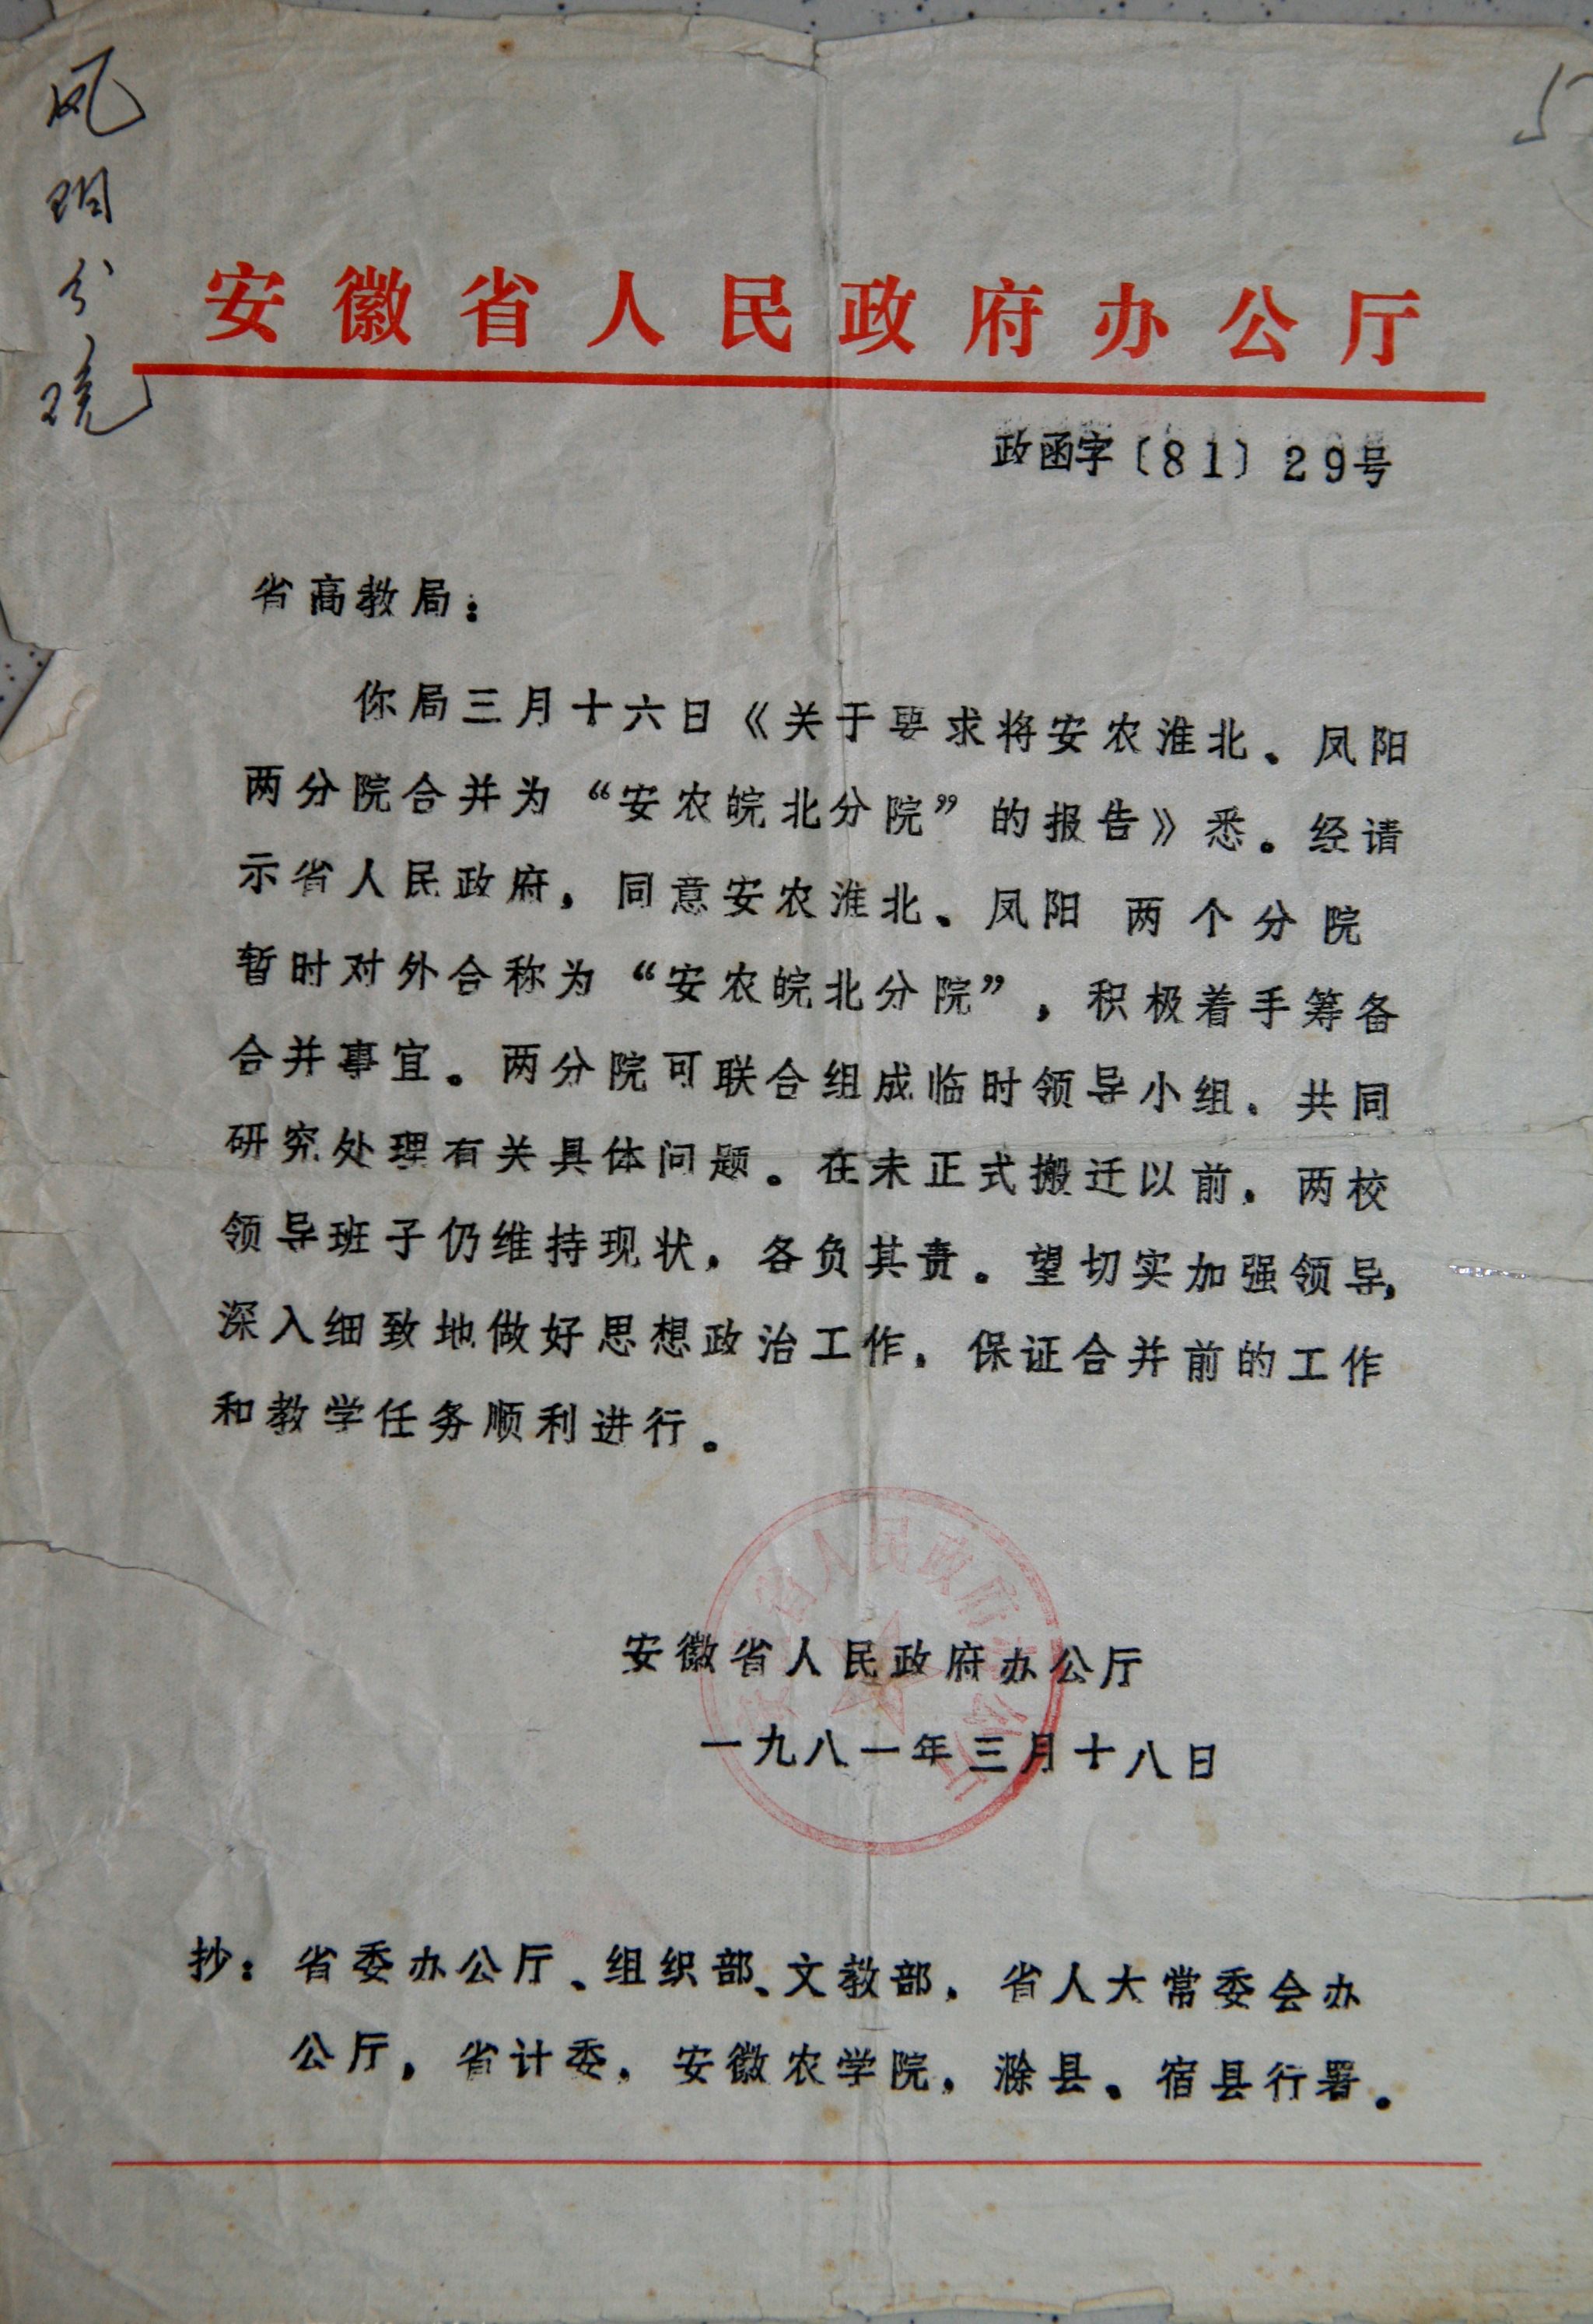 凤阳分院
安徽省人民政府办公厅
政函字〔81〕29号
省高教局：
你局三月十六日《关于要求将安农淮北、凤阳
两分院合并为“安农皖北分院”的报告》悉。经请
示省人民政府，同意安农淮北、凤阳 两个分院
暂时对外合称为“安农皖北分院”，积极着手筹备
合并事宜。两分院可联合组成临时领导小组，共同
研究处理有关具体问题。在未正式搬迁以前，两校
领导班子仍维持现状，各负其责。望切实加强领导，
深入细致地做好思想政治工作，保证合并前的工作
和教学任务顺利进行。
安徽省人民政府办公厅
一九八一年三月十八日
抄：省委办公厅、组织部、文教部，省人大常委会办
公厅，省计委，安徽农学院，滁县、宿县行署。